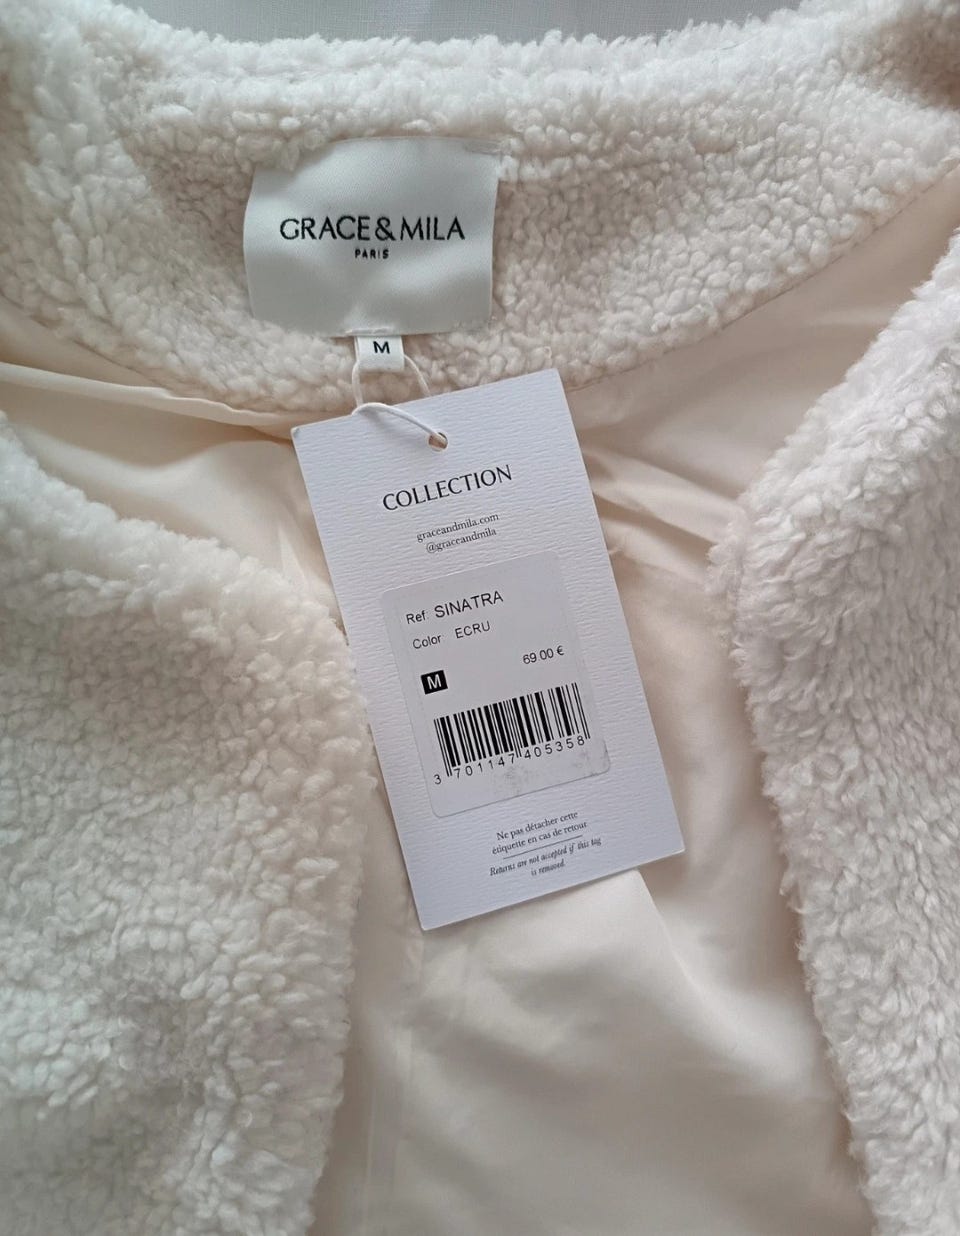 GRACE & MILA
PARIS
M
COLLECTION
graceandmila.com
@graceandmila
Ref: SINATRA
Color ECRU
69.00 €
M
3 701147 405358
Ne pas détacher cette
étiquette en cas de retour
Returns are not accepted if this tag
is removed.